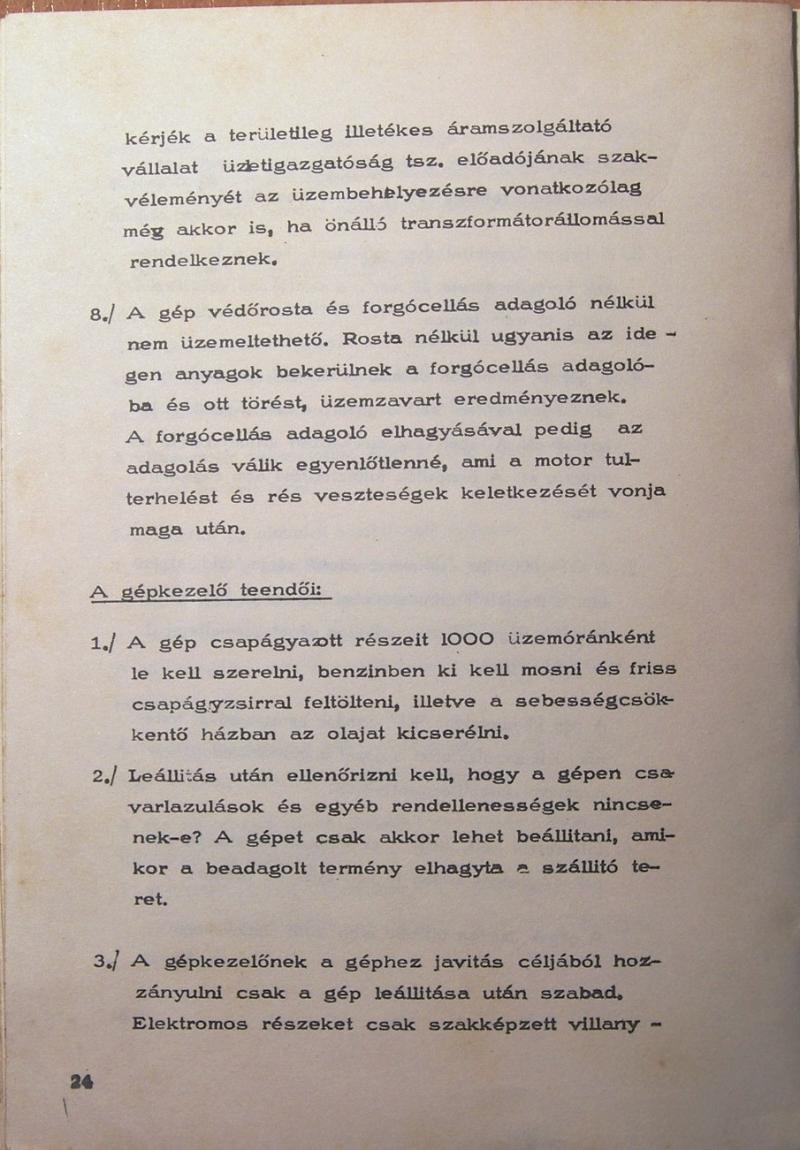 kérjék a területileg illetékes áramszolgáltató
vállalat üzletigazgatóság tsz. előadójának szak-
véleményét az üzembehelyezésre vonatkozólag
még akkor is, ha önálló transzformátorállomással
rendelkeznek.
8./ A gép védőrosta és forgócellás adagoló nélkül
nem üzemeltethető. Rosta nélkül ugyanis az ide -
gen anyagok bekerülnek a forgócellás adagoló-
ba és ott törést, üzemzavart eredményeznek.
A forgócellás adagoló elhagyásával pedig az
adagolás válik egyenlőtlenné, ami a motor tul-
terhelést és rés veszteségek keletkezését vonja
maga után.
A gépkezelő teendői:
1./ A gép csapágyazott részeit 1000 üzemóránként
le kell szerelni, benzinben ki kell mosni és friss
csapágyzsirral feltölteni, illetve a sebességcsök-
kentő házban az olajat kicserélni.
2./ Leállitás után ellenőrizni kell, hogy a gépen csa-
varlazulások és egyéb rendellenességek nincse-
nek-e? A gépet csak akkor lehet beállitani, ami-
kor a beadagolt termény elhagyta a szállitó te-
ret.
3./ A gépkezelőnek a géphez javitás céljából hoz-
zányulni csak a gép leállitása után szabad.
Elektromos részeket csak szakképzett villany -
24